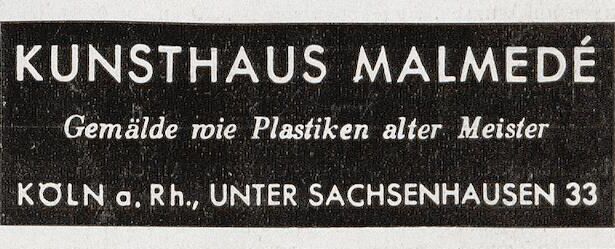 KUNSTHAUS MALMEDÉ
Gemälde wie Plastiken alter Meister
KÖLN a. Rh., UNTER SACHSENHAUSEN 33